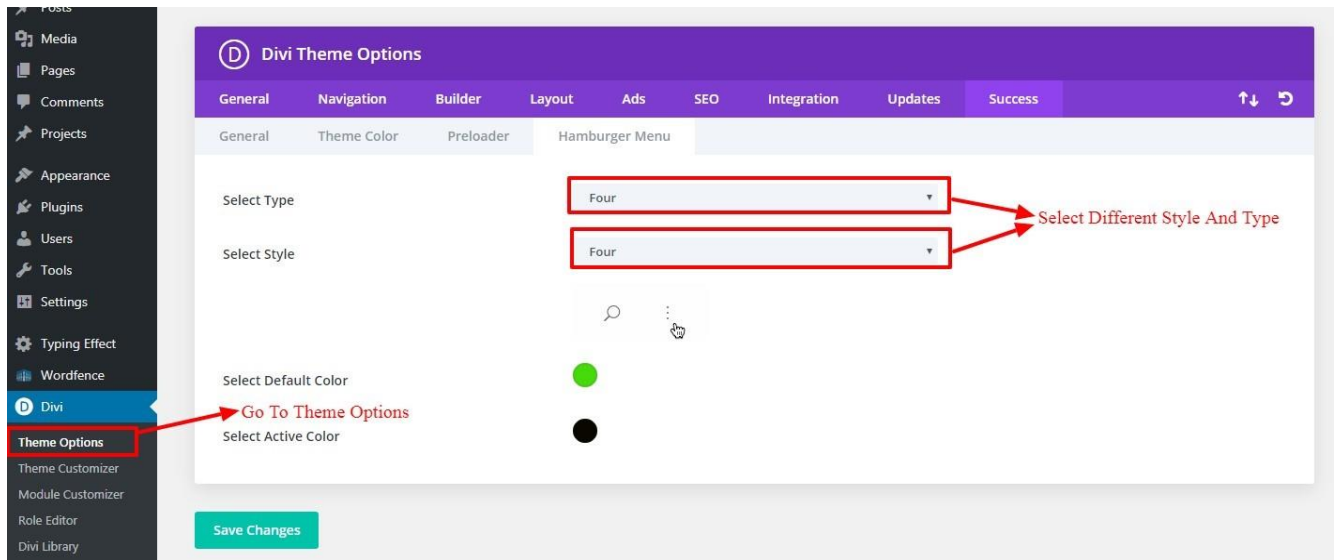 Posts
Media
Pages
Comments
Projects
Appearance
Plugins
Users
Tools
Settings
Typing Effect
Wordfence
Divi
Theme Options
Theme Customizer
Module Customizer
Role Editor
Divi Library
D Divi Theme Options
General Navigation Builder Layout Ads SEO Integration Updates Success
General Theme Color Preloader Hamburger Menu
Select Type Four
Select Different Style And Type
Select Style Four
Select Default Color
Go To Theme Options
Select Active Color
Save Changes